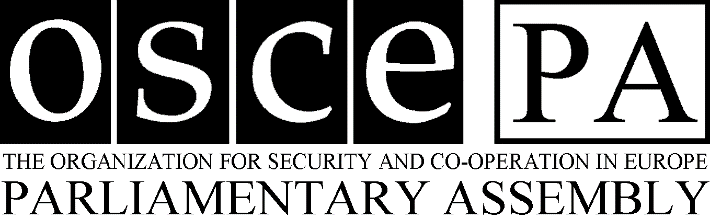 osce PA
THE ORGANIZATION FOR SECURITY AND CO-OPERATION IN EUROPE
PARLIAMENTARY ASSEMBLY